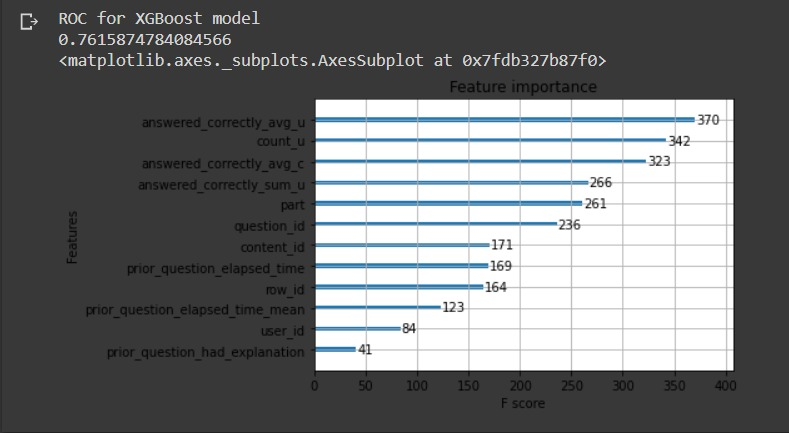 ROC for XGBoost model
0.7615874784084566
<matplotlib.axes._subplots.AxesSubplot at 0x7fdb327b87f0>
Feature importance
answered_correctly_avg_u 370
count_u 342
answered_correctly_avg_c 323
answered_correctly_sum_u 266
part 261
question_id 236
content_id 171
prior_question_elapsed_time 169
row_id 164
prior_question_elapsed_time_mean 123
user_id 84
prior_question_had_explanation 41
Features
0 50 100 150 200 250 300 350 400
F score